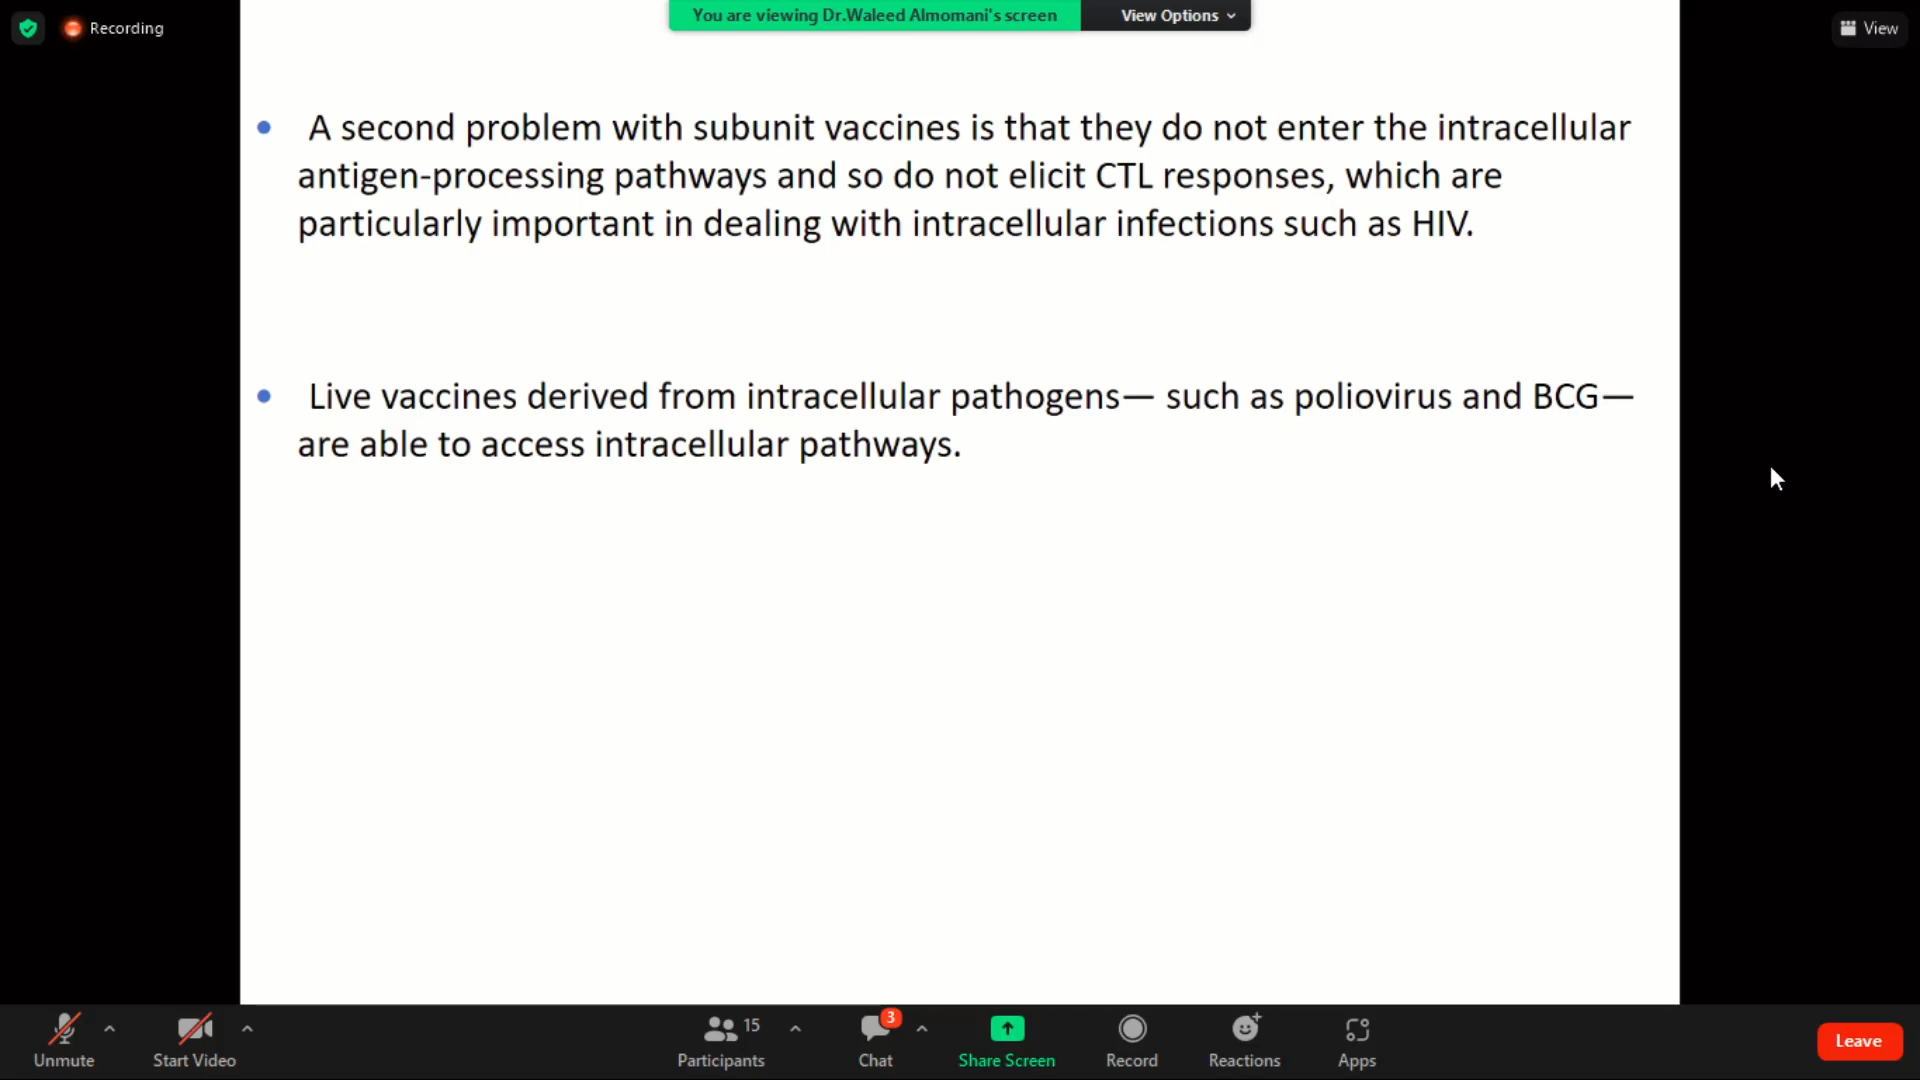 You are viewing Dr.Waleed Almomani's screen
View Options
Recording
View
• A second problem with subunit vaccines is that they do not enter the intracellular
antigen-processing pathways and so do not elicit CTL responses, which are
particularly important in dealing with intracellular infections such as HIV.
• Live vaccines derived from intracellular pathogens— such as poliovirus and BCG—
are able to access intracellular pathways.
15
3
Unmute
Start Video
Participants
Chat
Share Screen
Record
Reactions
Apps
Leave